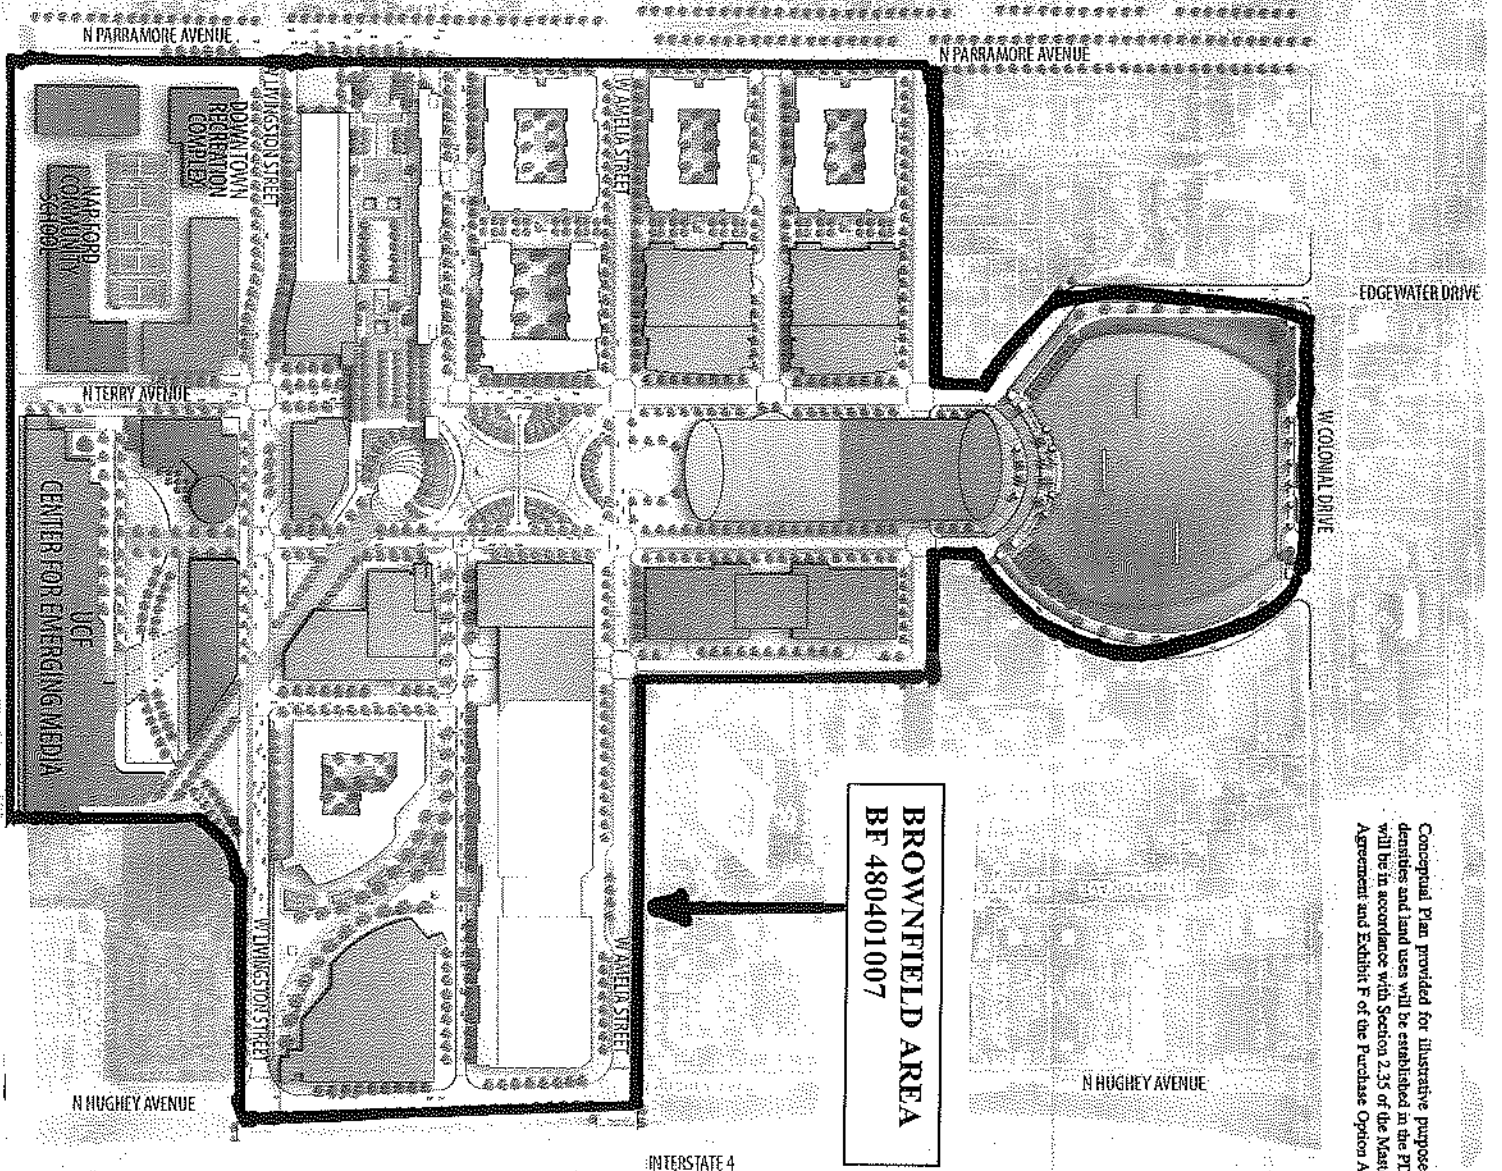 N PARRAMORE AVENUE
N PARRAMORE AVENUE
W LIVINGSTON STREET
DOWNTOWN
RECREATION
COMPLEX
NAP FORD
COMMUNITY
SCHOOL
W AMELIA STREET
EDGEWATER DRIVE
N TERRY AVENUE
W COLONIAL DRIVE
UCF
CENTER FOR EMERGING MEDIA
BROWNFIELD AREA
BF 480401007
Conceptual Plan provided for illustrative purpose
densities and land uses will be established in the PD
will be in accordance with Section 2.35 of the Mast
Agreement and Exhibit F of the Purchase Option A
W LIVINGSTON STREET
W AMELIA STREET
N HUGHEY AVENUE
N HUGHEY AVENUE
INTERSTATE 4